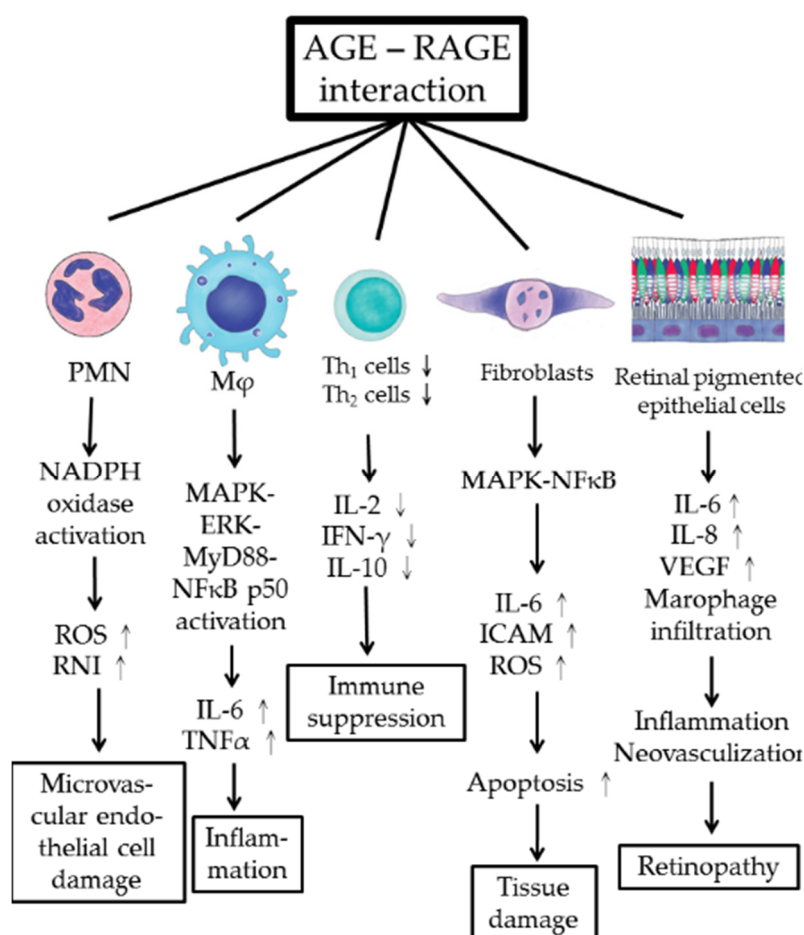 AGE – RAGE
interaction
PMN
NADPH
oxidase
activation
ROS ↑
RNI ↑
Microvas-
cular endo-
thelial cell
damage
Mφ
MAPK-
ERK-
MyD88-
NFκB p50
activation
IL-6 ↑
TNFα ↑
Inflam-
mation
Th₁ cells ↓
Th₂ cells ↓
IL-2 ↓
IFN-γ ↓
IL-10 ↓
Immune
suppression
Fibroblasts
MAPK-NFκB
IL-6 ↑
ICAM ↑
ROS ↑
Apoptosis ↑
Tissue
damage
Retinal pigmented
epithelial cells
IL-6 ↑
IL-8 ↑
VEGF ↑
Marophage
infiltration
Inflammation
Neovasculization
Retinopathy